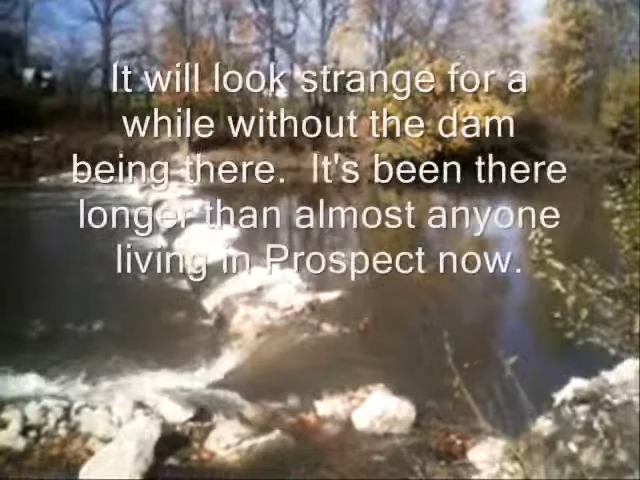 It will look strange for a
while without the dam
being there.  It's been there
longer than almost anyone
living in Prospect now.